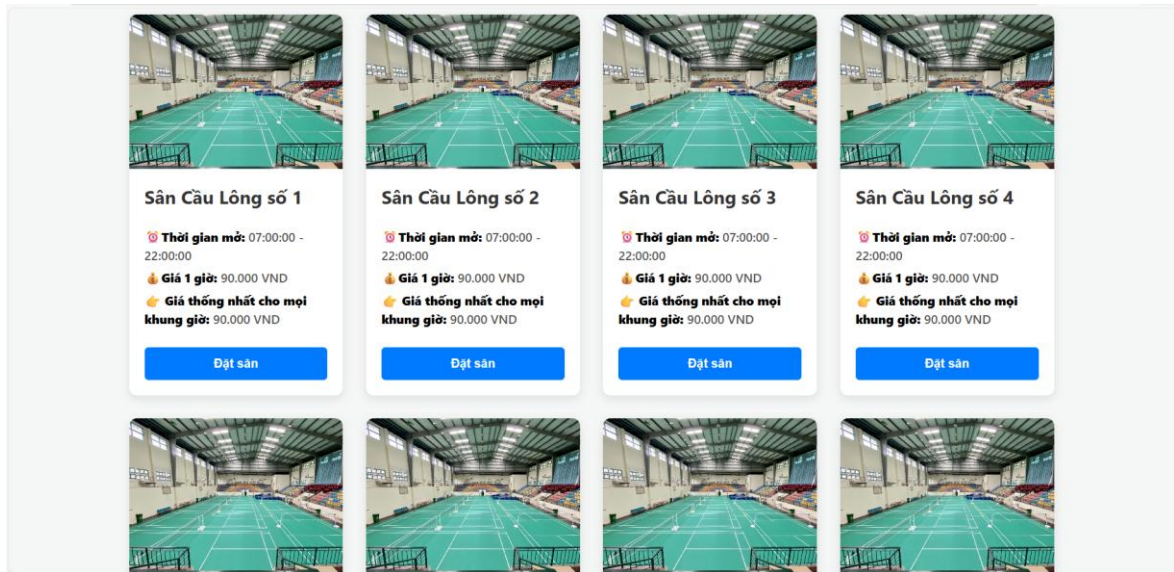 Sân Cầu Lông số 1
⏰ Thời gian mở: 07:00:00 -
22:00:00
💰 Giá 1 giờ: 90.000 VND
👉 Giá thống nhất cho mọi
khung giờ: 90.000 VND
Đặt sân
Sân Cầu Lông số 2
⏰ Thời gian mở: 07:00:00 -
22:00:00
💰 Giá 1 giờ: 90.000 VND
👉 Giá thống nhất cho mọi
khung giờ: 90.000 VND
Đặt sân
Sân Cầu Lông số 3
⏰ Thời gian mở: 07:00:00 -
22:00:00
💰 Giá 1 giờ: 90.000 VND
👉 Giá thống nhất cho mọi
khung giờ: 90.000 VND
Đặt sân
Sân Cầu Lông số 4
⏰ Thời gian mở: 07:00:00 -
22:00:00
💰 Giá 1 giờ: 90.000 VND
👉 Giá thống nhất cho mọi
khung giờ: 90.000 VND
Đặt sân